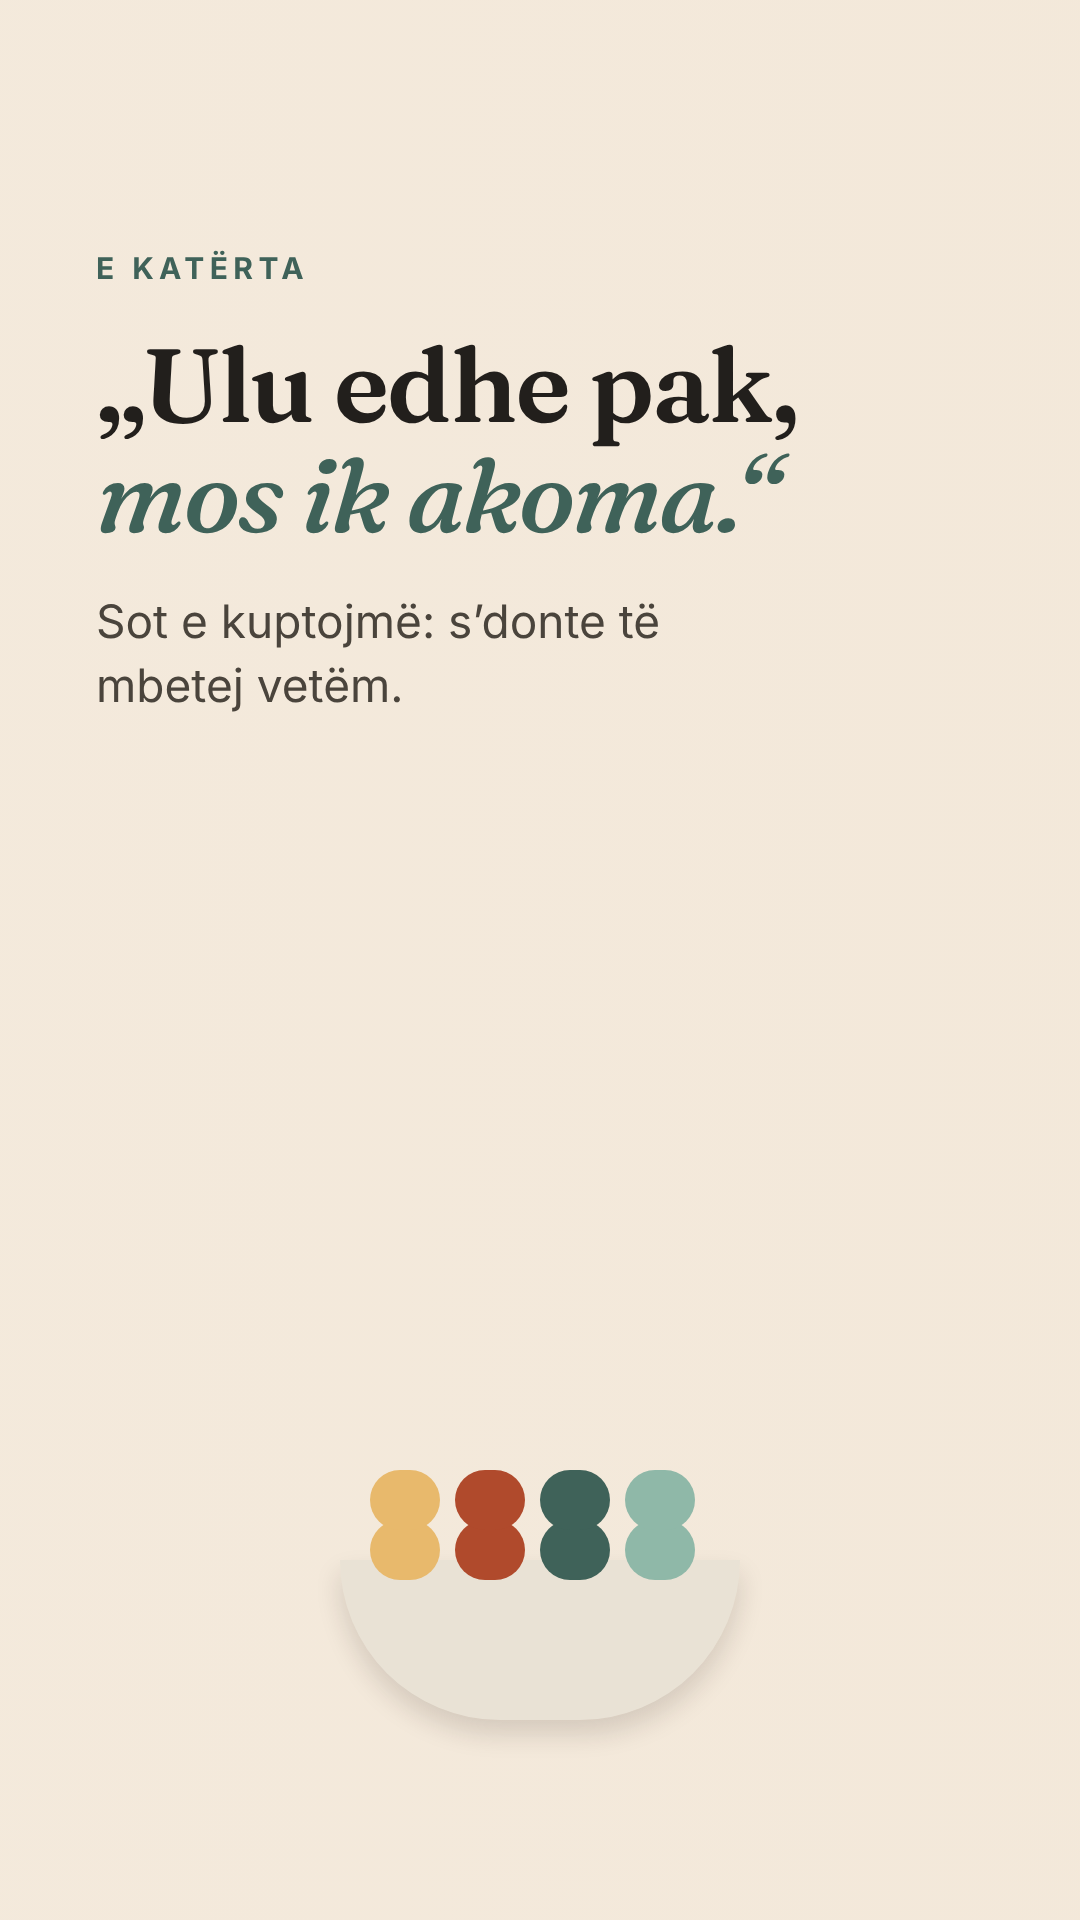 E KATËRTA
„Ulu edhe pak,
mos ik akoma.“
Sot e kuptojmë: s’donte të
mbetej vetëm.